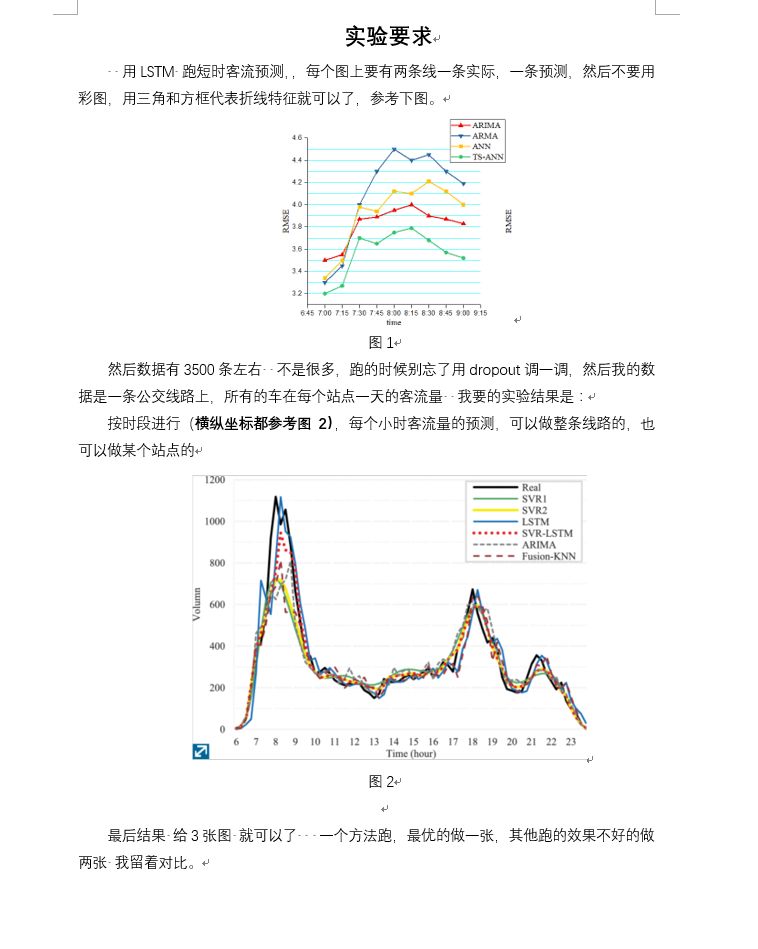 实验要求
用 LSTM 跑短时客流预测,，每个图上要有两条线一条实际，一条预测，然后不要用
彩图，用三角和方框代表折线特征就可以了，参考下图。
ARIMA
ARMA
ANN
TS-ANN
4.6
4.4
4.2
4.0
3.8
3.6
3.4
3.2
RMSE
RMSE
6:45 7:00 7:15 7:30 7:45 8:00 8:15 8:30 8:45 9:00 9:15
time
图 1
然后数据有 3500 条左右 不是很多，跑的时候别忘了用 dropout 调一调，然后我的数
据是一条公交线路上，所有的车在每个站点一天的客流量 我要的实验结果是：
按时段进行（横纵坐标都参考图 2)，每个小时客流量的预测，可以做整条线路的，也
可以做某个站点的
1200
1000
800
600
400
200
0
Volumn
Real
SVR1
SVR2
LSTM
SVR-LSTM
ARIMA
Fusion-KNN
6 7 8 9 10 11 12 13 14 15 16 17 18 19 20 21 22 23
Time (hour)
图 2
最后结果 给 3 张图 就可以了 一个方法跑，最优的做一张，其他跑的效果不好的做
两张 我留着对比。